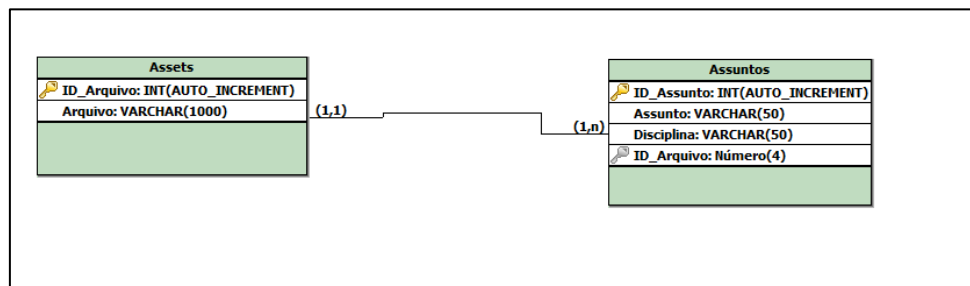 Assets
ID_Arquivo: INT(AUTO_INCREMENT)
Arquivo: VARCHAR(1000)
(1,1)
(1,n)
Assuntos
ID_Assunto: INT(AUTO_INCREMENT)
Assunto: VARCHAR(50)
Disciplina: VARCHAR(50)
ID_Arquivo: Número(4)